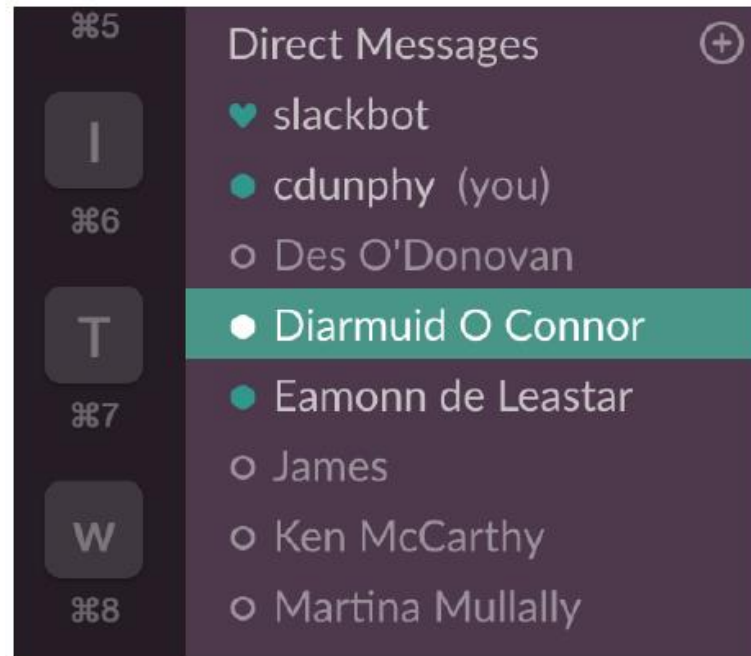 ⌘5
I
⌘6
T
⌘7
W
⌘8
Direct Messages
slackbot
cdunphy (you)
Des O'Donovan
Diarmuid O Connor
Eamonn de Leastar
James
Ken McCarthy
Martina Mullally